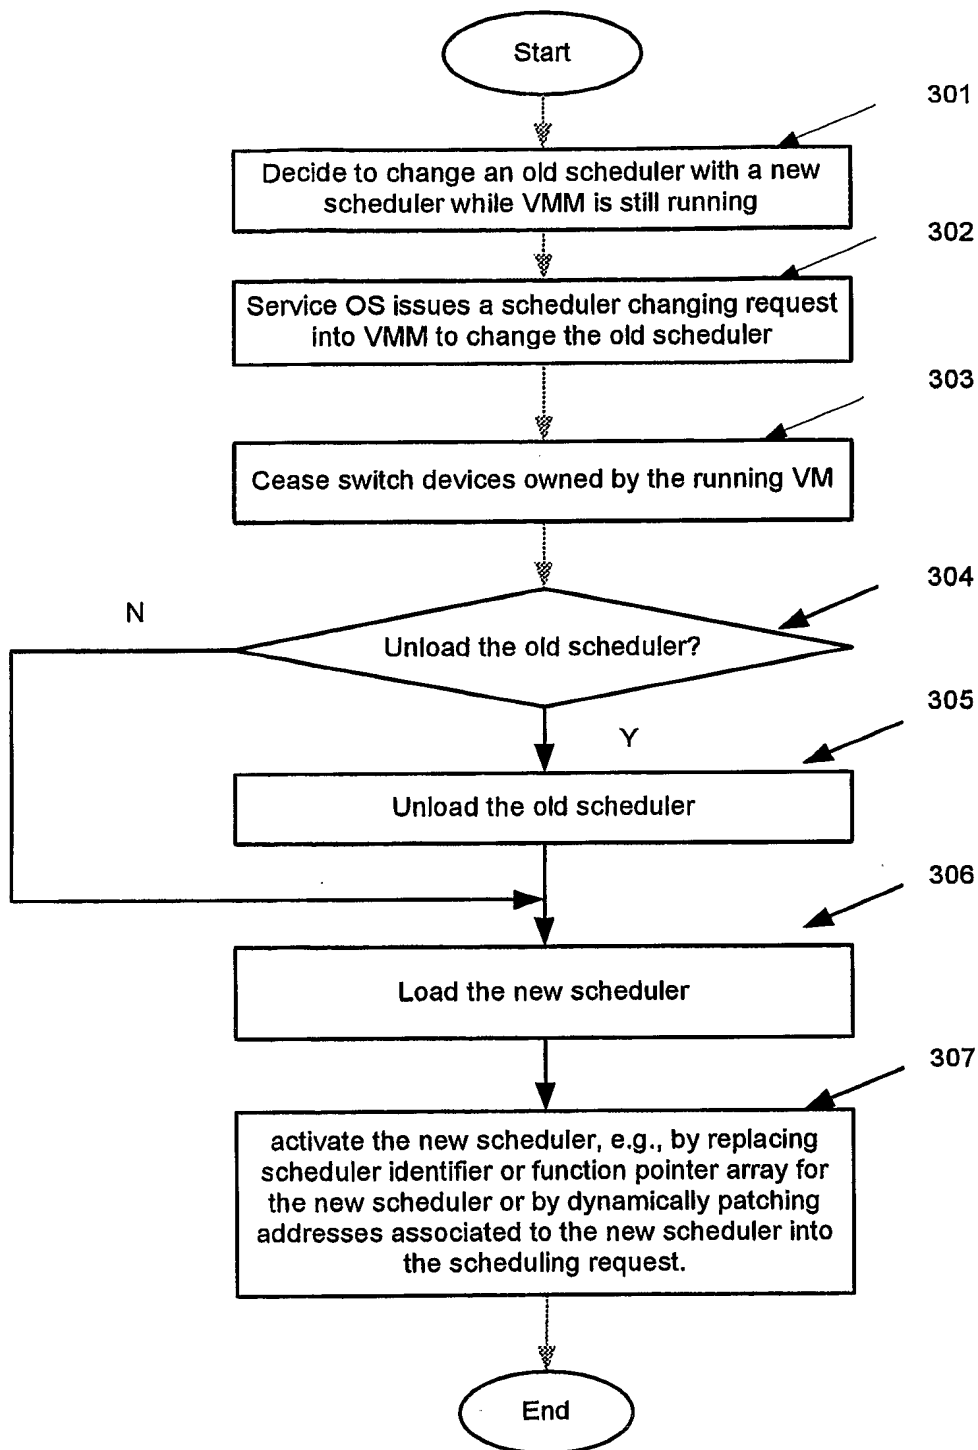 Start
301
Decide to change an old scheduler with a new
scheduler while VMM is still running
302
Service OS issues a scheduler changing request
into VMM to change the old scheduler
303
Cease switch devices owned by the running VM
304
N
Unload the old scheduler?
305
Y
Unload the old scheduler
306
Load the new scheduler
307
activate the new scheduler, e.g., by replacing
scheduler identifier or function pointer array for
the new scheduler or by dynamically patching
addresses associated to the new scheduler into
the scheduling request.
End